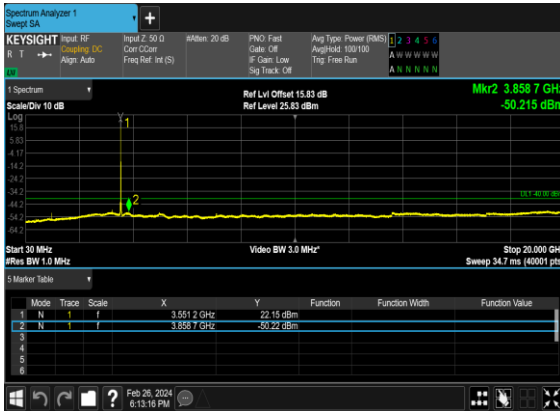 Spectrum Analyzer 1
Swept SA
+
KEYSIGHT Input: RF Input Z: 50 Ω #Atten: 20 dB PNO: Fast Avg Type: Power (RMS) 1 2 3 4 5 6
R T Coupling: DC Corr CCorr Gate: Off Avg|Hold: 100/100 A W W W W W
Align: Auto Freq Ref: Int (S) IF Gain: Low Trig: Free Run
Sig Track: Off A N N N N N
1 Spectrum Ref Lvl Offset 15.83 dB Mkr2 3.858 7 GHz
Scale/Div 10 dB Ref Level 25.83 dBm -50.215 dBm
Log
15.8
5.83
-4.17
-14.2
-24.2
-34.2
-44.2
-54.2
-64.2
1
2
DL1 -40.00 dBm
Start 30 MHz Video BW 3.0 MHz* Stop 20.000 GHz
#Res BW 1.0 MHz Sweep 34.7 ms (40001 pts)
5 Marker Table
Mode Trace Scale X Y Function Function Width Function Value
1 N 1 f 3.551 2 GHz 22.15 dBm
2 N 1 f 3.858 7 GHz -50.22 dBm
3
4
5
6
? Feb 26, 2024
6:13:16 PM